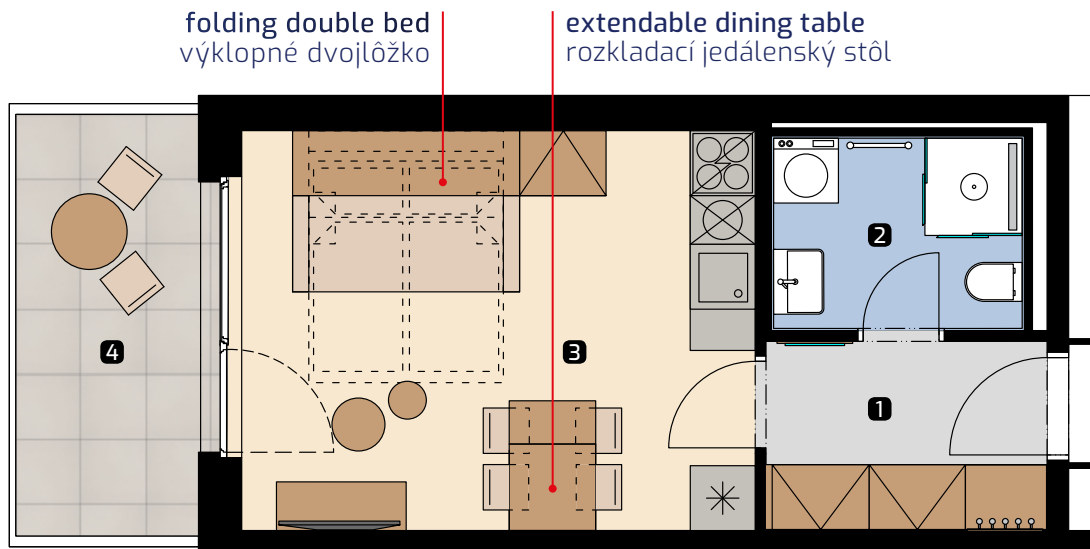 folding double bed
výklopné dvojlôžko
extendable dining table
rozkladací jedálenský stôl
2
3
4
1